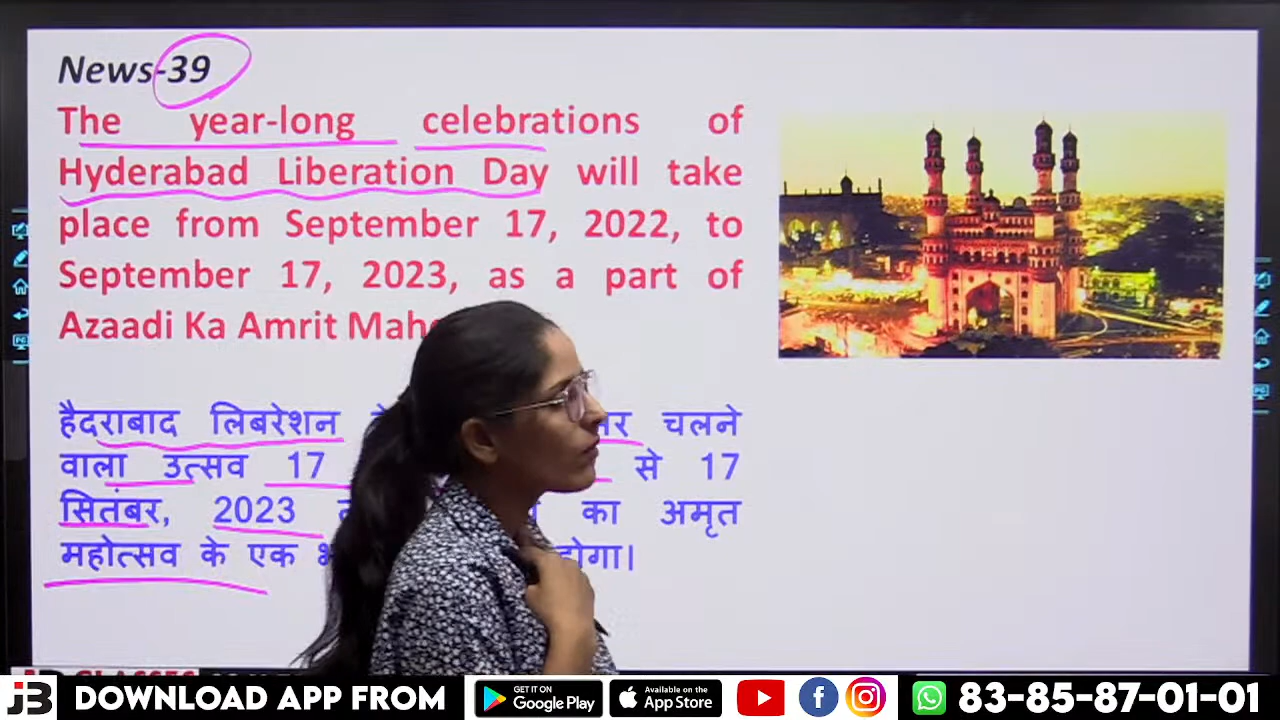 News-39
The year-long celebrations of
Hyderabad Liberation Day will take
place from September 17, 2022, to
September 17, 2023, as a part of
Azaadi Ka Amrit
हैदराबाद लिबरेशन चलने
वाला उत्सव 17 से 17
सितंबर, 2023 का अमृत
महोत्सव के एक होगा।
DOWNLOAD APP FROM
GET IT ON
Google Play
Available on the
App Store
83-85-87-01-01